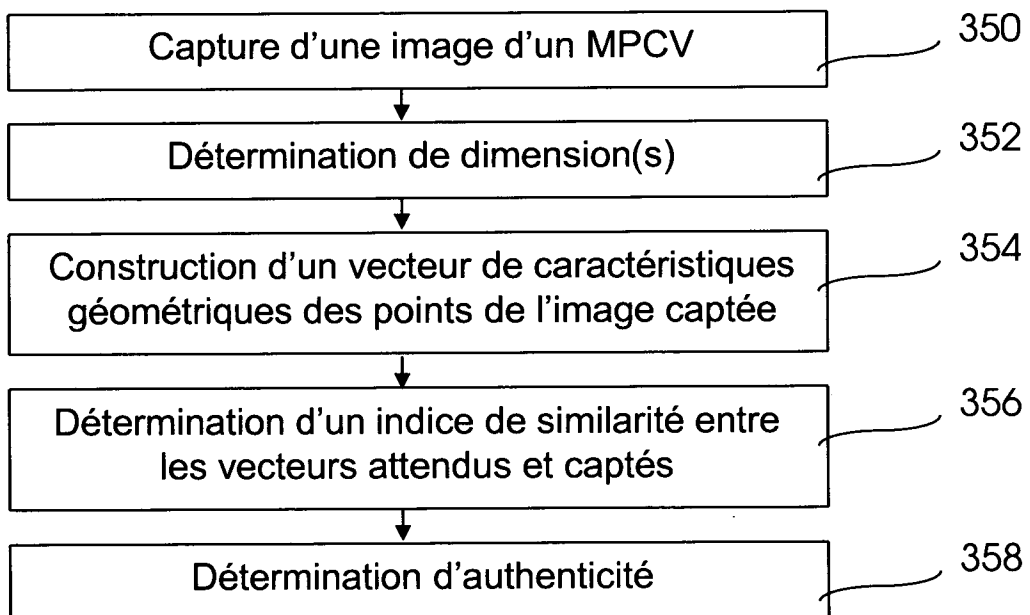 Capture d'une image d'un MPCV
350
Détermination de dimension(s)
352
Construction d'un vecteur de caractéristiques
géométriques des points de l'image captée
354
Détermination d'un indice de similarité entre
les vecteurs attendus et captés
356
Détermination d'authenticité
358